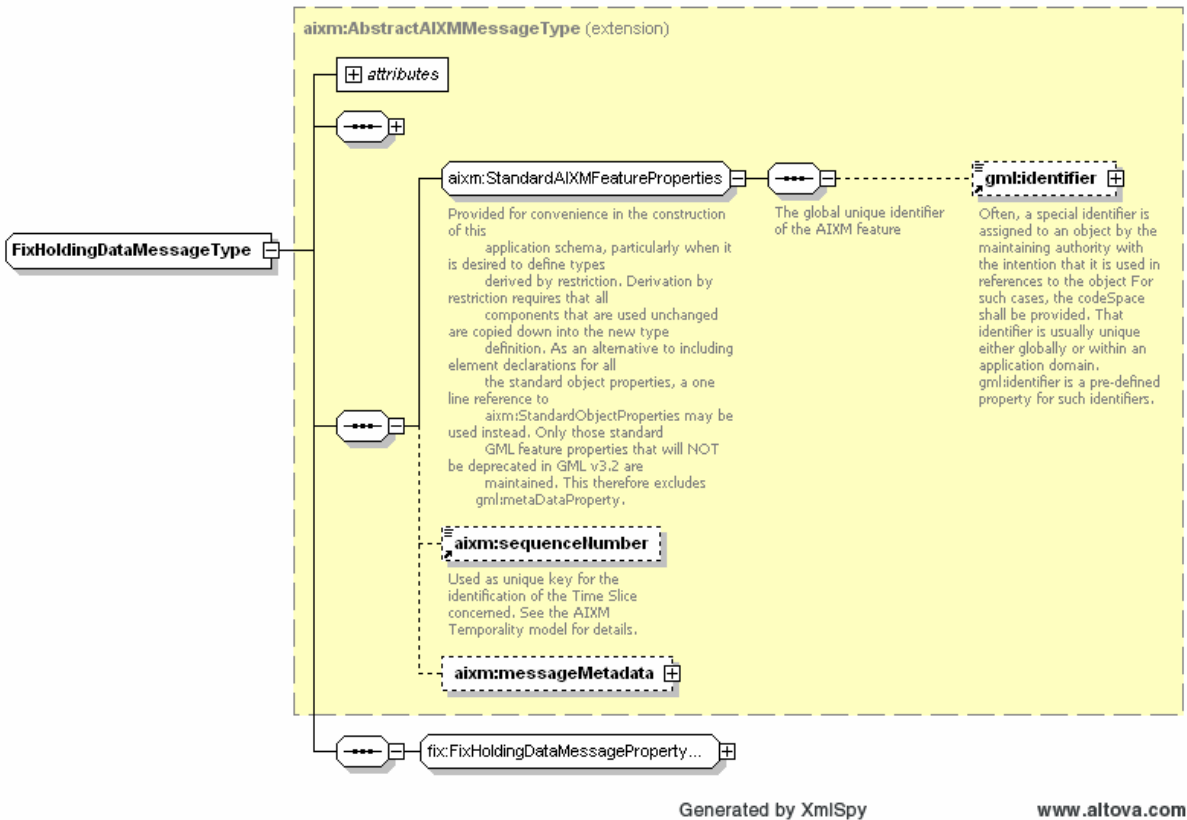 aixm:AbstractAIXMMessageType (extension)
attributes
FixHoldingDataMessageType
aixm:StandardAIXMFeatureProperties
Provided for convenience in the construction
of this
application schema, particularly when it
is desired to define types
derived by restriction. Derivation by
restriction requires that all
components that are used unchanged
are copied down into the new type
definition. As an alternative to including
element declarations for all
the standard object properties, a one
line reference to
aixm:StandardObjectProperties may be
used instead. Only those standard
GML feature properties that will NOT
be deprecated in GML v3.2 are
maintained. This therefore excludes
gml:metaDataProperty.
The global unique identifier
of the AIXM feature
gml:identifier
Often, a special identifier is
assigned to an object by the
maintaining authority with
the intention that it is used in
references to the object For
such cases, the codeSpace
shall be provided. That
identifier is usually unique
either globally or within an
application domain.
gml:identifier is a pre-defined
property for such identifiers.
aixm:sequenceNumber
Used as unique key for the
identification of the Time Slice
concerned. See the AIXM
Temporality model for details.
aixm:messageMetadata
fix:FixHoldingDataMessageProperty...
Generated by XmlSpy
www.altova.com